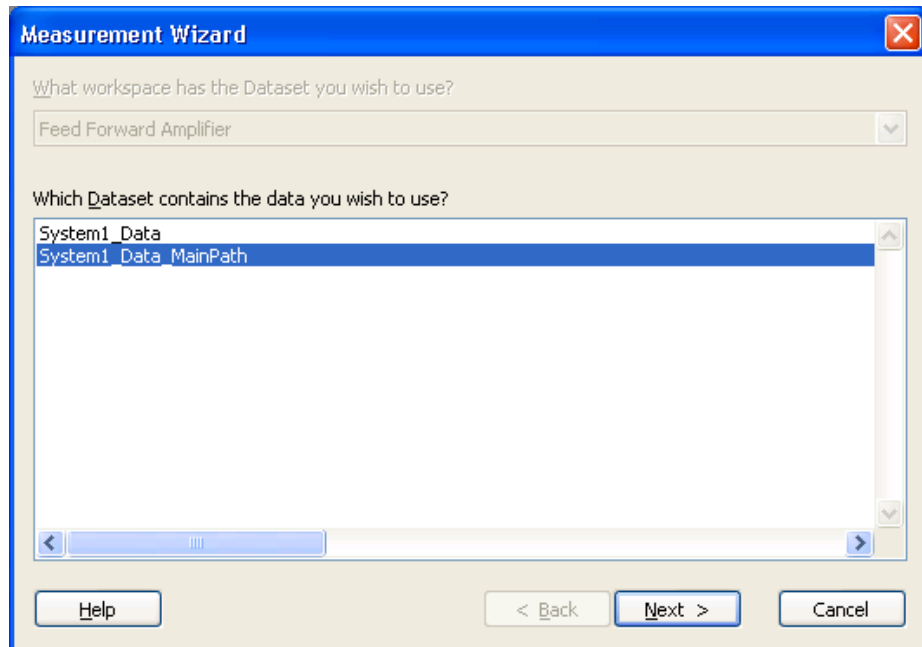 Measurement Wizard
What workspace has the Dataset you wish to use?
Feed Forward Amplifier
Which Dataset contains the data you wish to use?
System1_Data
System1_Data_MainPath
Help
< Back
Next >
Cancel